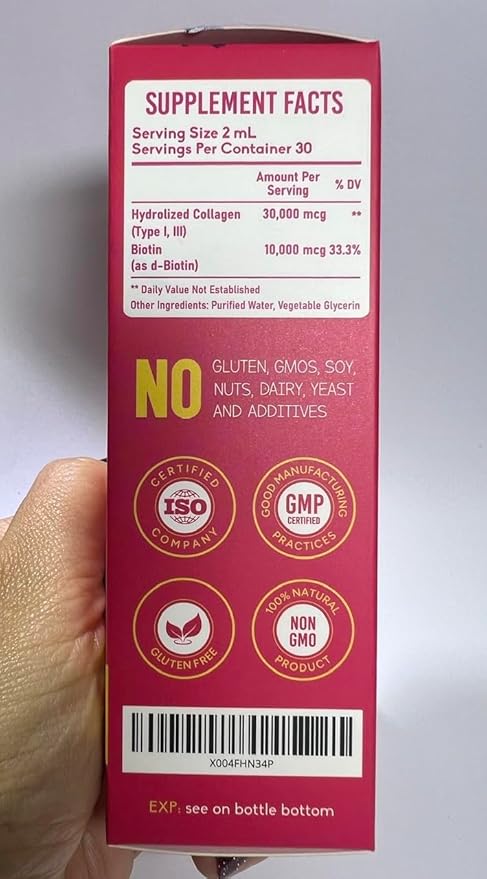 SUPPLEMENT FACTS
Serving Size 2 mL
Servings Per Container 30
Amount Per Serving % DV
Hydrolized Collagen 30,000 mcg **
(Type I, III)
Biotin 10,000 mcg 33.3%
(as d-Biotin)
** Daily Value Not Established
Other Ingredients: Purified Water, Vegetable Glycerin
NO GLUTEN, GMOS, SOY,
NUTS, DAIRY, YEAST
AND ADDITIVES
CERTIFIED
ISO
COMPANY
GOOD MANUFACTURING
GMP
CERTIFIED
PRACTICES
GLUTEN FREE
100% NATURAL
NON
GMO
PRODUCT
X004FHN34P
EXP: see on bottle bottom